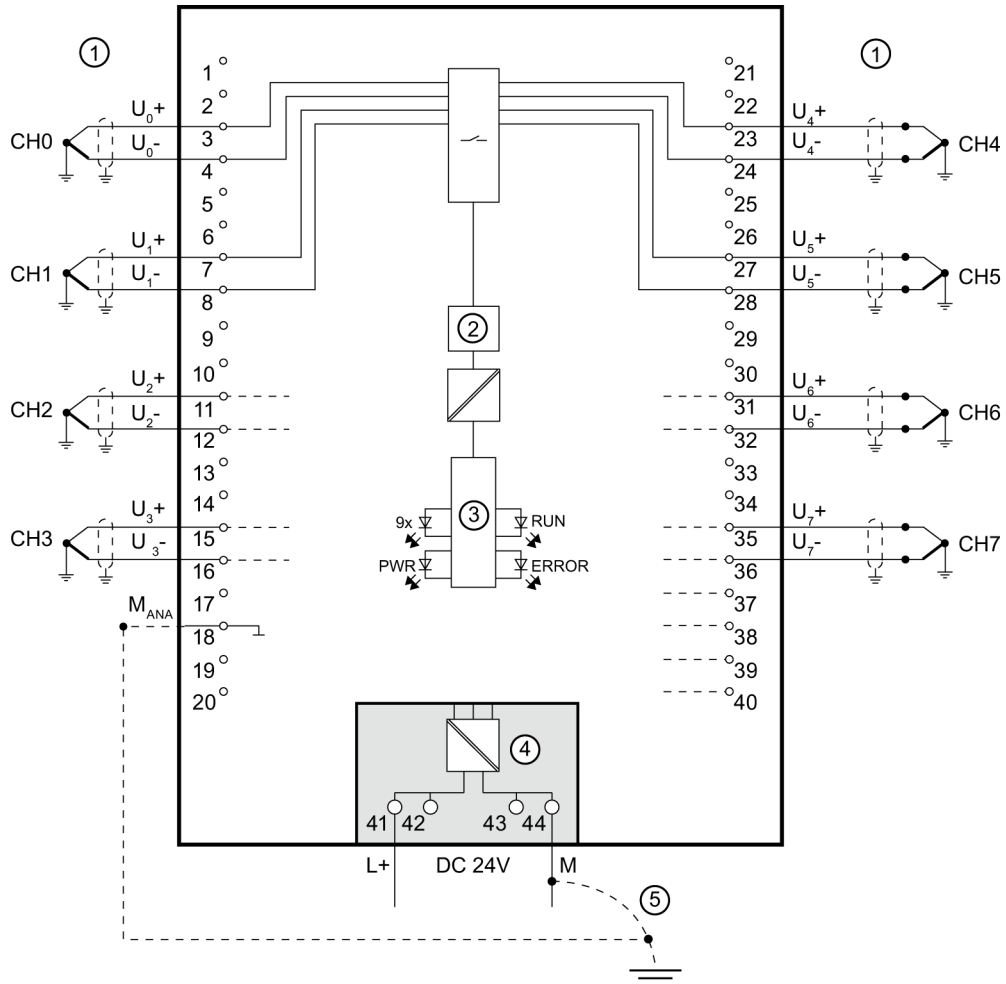 ① ①
1 21
2 22
U0+ U4+
CH0 3 23 CH4
U0- U4-
4 24
5 25
6 26
U1+ U5+
CH1 7 27 CH5
U1- U5-
8 28
9 29
②
10 30
U2+ U6+
CH2 11 31 CH6
U2- U6-
12 32
13 33
14 34
U3+ U7+
③
9x RUN
CH3 15 35 CH7
U3- U7-
16 36
PWR ERROR
17 37
MANA
18 38
19 39
20 40
④
41 42 43 44
L+ DC 24V M
⑤